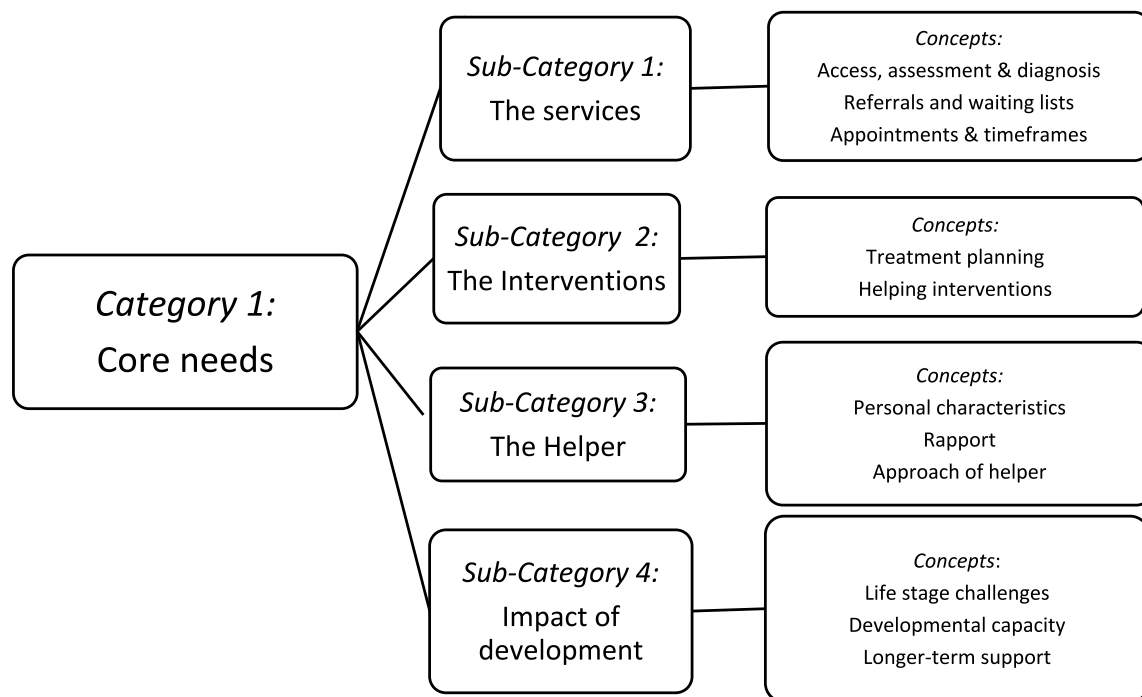 Category 1:
Core needs
Sub-Category 1:
The services
Concepts:
Access, assessment & diagnosis
Referrals and waiting lists
Appointments & timeframes
Sub-Category  2:
The Interventions
Concepts:
Treatment planning
Helping interventions
Sub-Category 3:
The Helper
Concepts:
Personal characteristics
Rapport
Approach of helper
Sub-Category 4:
Impact of
development
Concepts:
Life stage challenges
Developmental capacity
Longer-term support